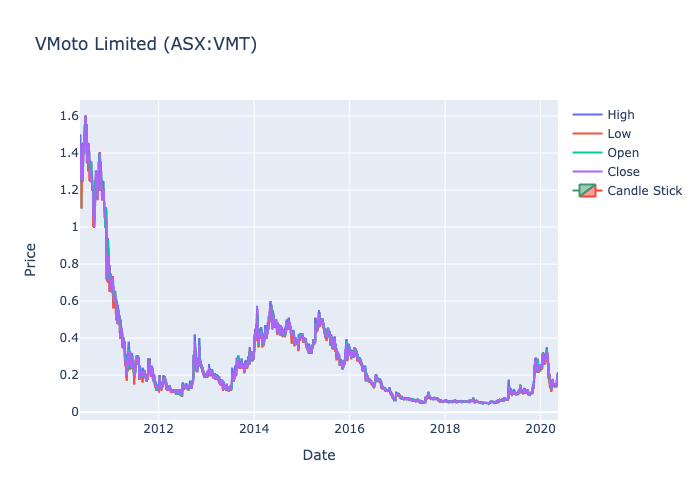 VMoto Limited (ASX:VMT)
1.6
1.4
1.2
1
0.8
0.6
0.4
0.2
0
Price
2012
2014
2016
2018
2020
Date
High
Low
Open
Close
Candle Stick